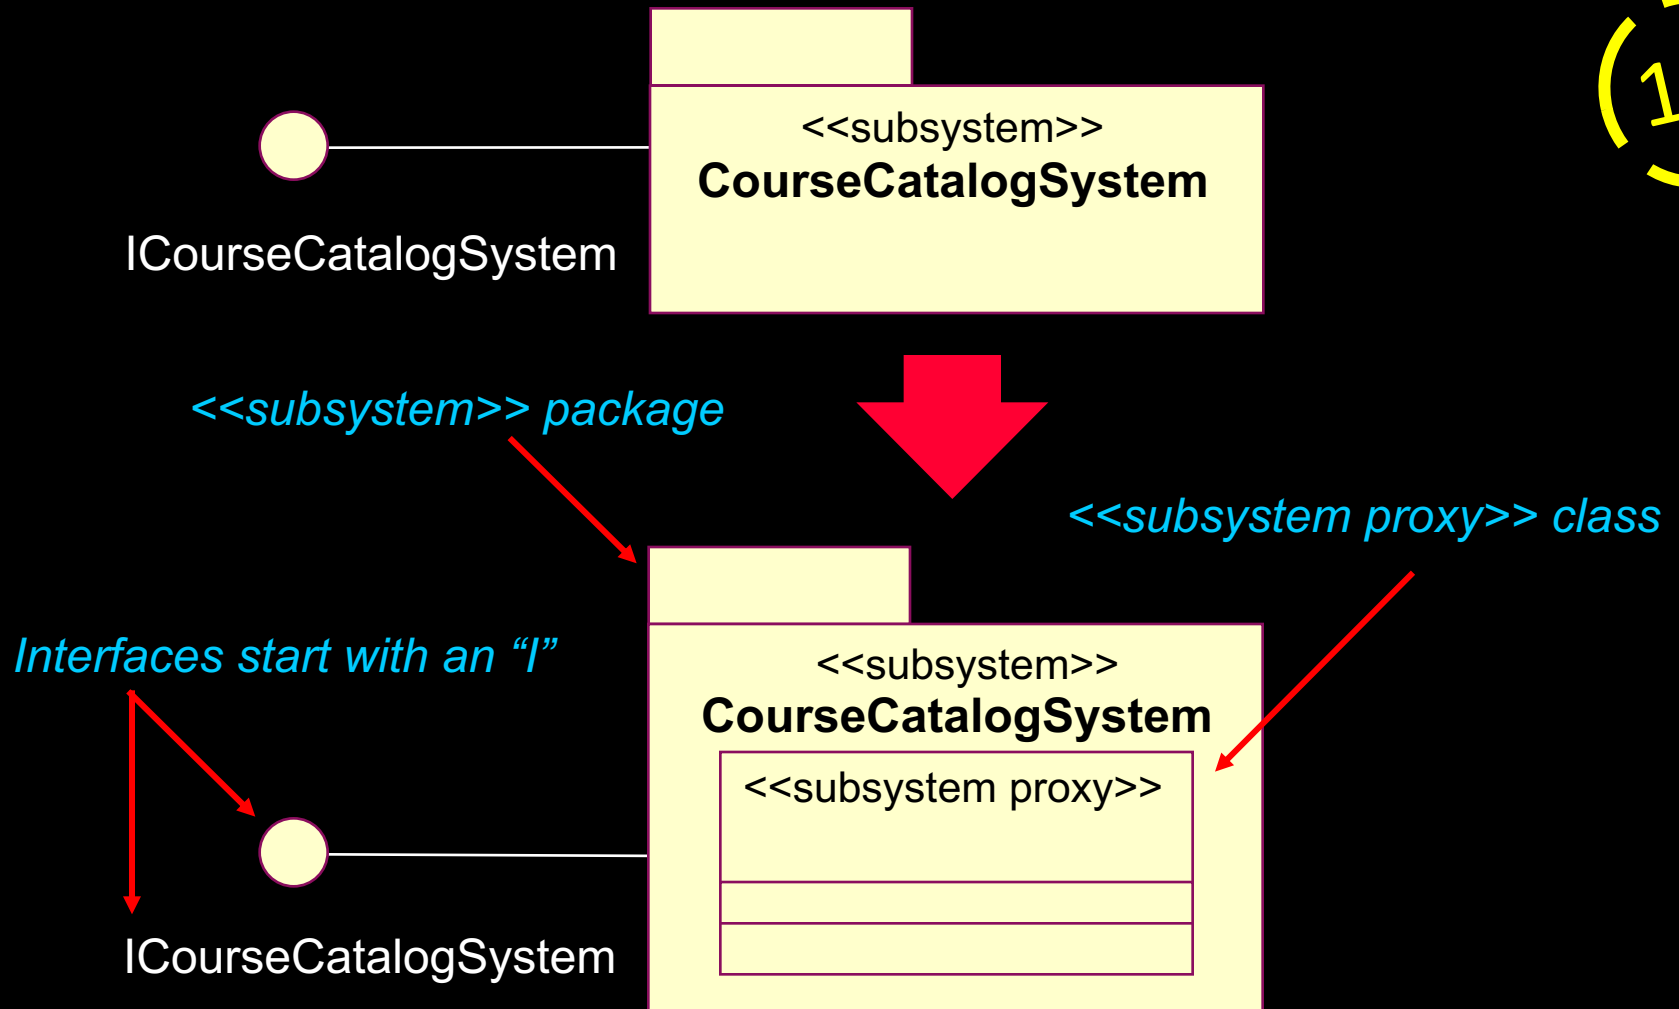 <<subsystem>>
CourseCatalogSystem
ICourseCatalogSystem
<<subsystem>> package
<<subsystem proxy>> class
Interfaces start with an “I”
<<subsystem>>
CourseCatalogSystem
<<subsystem proxy>>
ICourseCatalogSystem